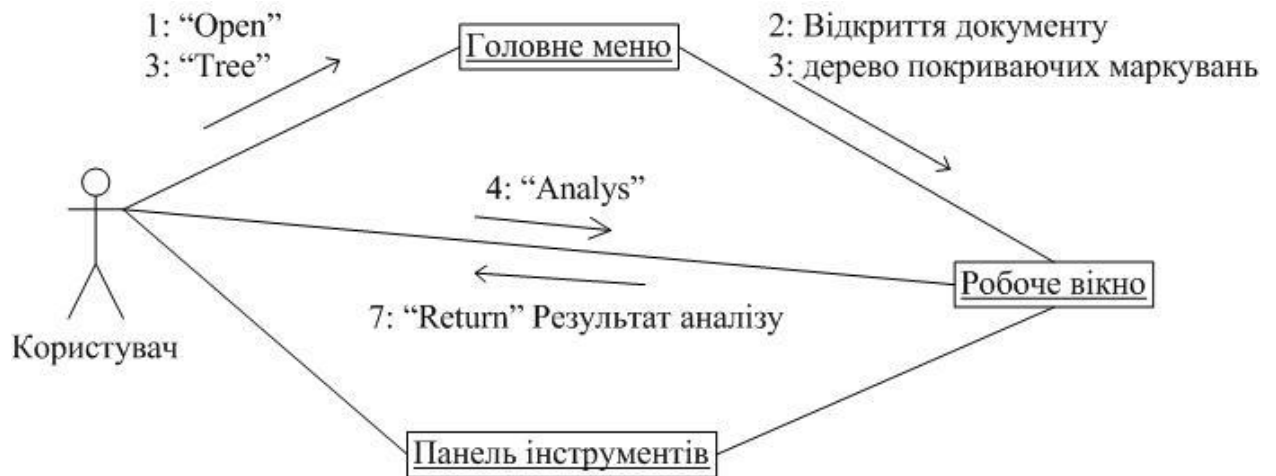 1: “Open”
3: “Tree”
Головне меню
2: Відкриття документу
3: дерево покриваючих маркувань
4: “Analys”
Робоче вікно
7: “Return” Результат аналізу
Користувач
Панель інструментів